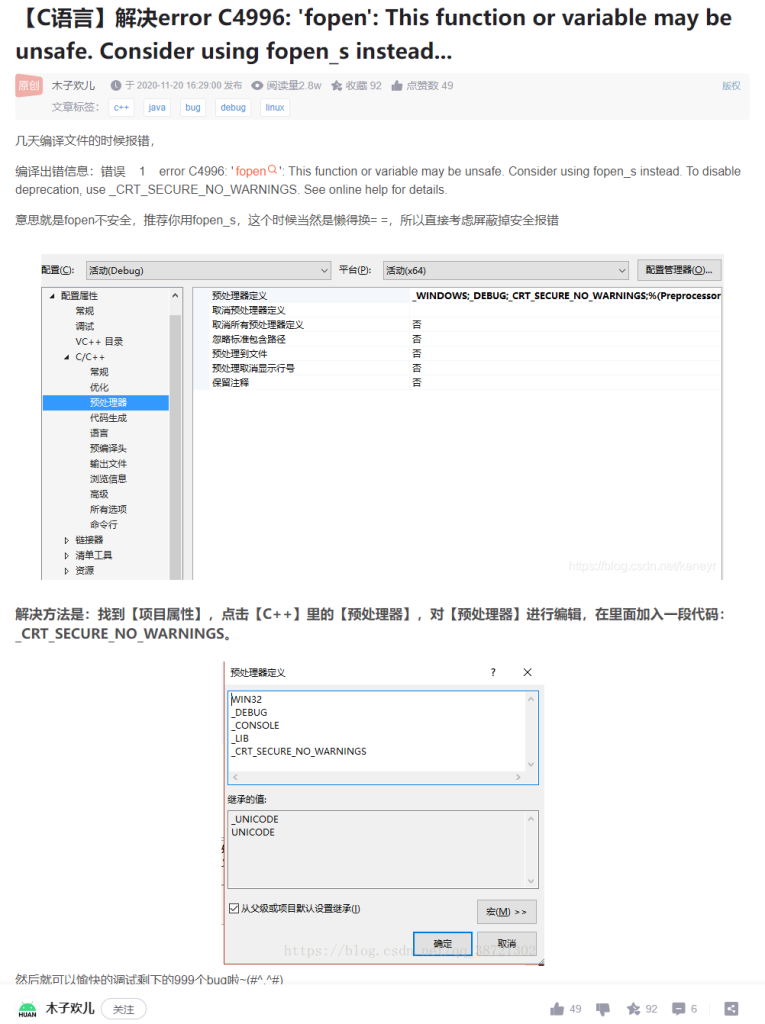 【C语言】解决error C4996: 'fopen': This function or variable may be
unsafe. Consider using fopen_s instead...
原创 木子欢儿 于 2020-11-20 16:29:00 发布 阅读量2.8w 收藏 92 点赞数 49 版权
文章标签： c++ java bug debug linux
几天编译文件的时候报错，
编译出错信息：错误 1 error C4996: 'fopen': This function or variable may be unsafe. Consider using fopen_s instead. To disable
deprecation, use _CRT_SECURE_NO_WARNINGS. See online help for details.
意思就是fopen不安全，推荐你用fopen_s，这个时候当然是懒得换= =，所以直接考虑屏蔽掉安全报错
配置(C): 活动(Debug) 平台(P): 活动(x64) 配置管理器(O)...
配置属性
常规
调试
VC++ 目录
C/C++
常规
优化
预处理器
代码生成
语言
预编译头
输出文件
浏览信息
高级
所有选项
命令行
链接器
清单工具
资源
预处理器定义 _WINDOWS;_DEBUG;_CRT_SECURE_NO_WARNINGS;%(Preprocessor
取消预处理器定义
取消所有预处理器定义 否
忽略标准包含路径 否
预处理到文件 否
预处理取消显示行号 否
保留注释 否
https://blog.csdn.net/keneyr
解决方法是：找到【项目属性】，点击【C++】里的【预处理器】，对【预处理器】进行编辑，在里面加入一段代码：
_CRT_SECURE_NO_WARNINGS。
预处理器定义 ?
WIN32
_DEBUG
_CONSOLE
_LIB
_CRT_SECURE_NO_WARNINGS
继承的值:
_UNICODE
UNICODE
从父级或项目默认设置继承(I) 宏(M) >>
确定 取消
https://blog.csdn.net/qq_38721302
然后就可以愉快的调试剩下的999个bug啦~(#^.^#)
HUAN 木子欢儿 关注 49 92 6